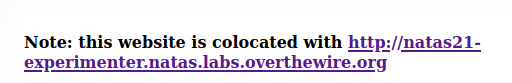 Note: this website is colocated with http://natas21-
experimenter.natas.labs.overthewire.org